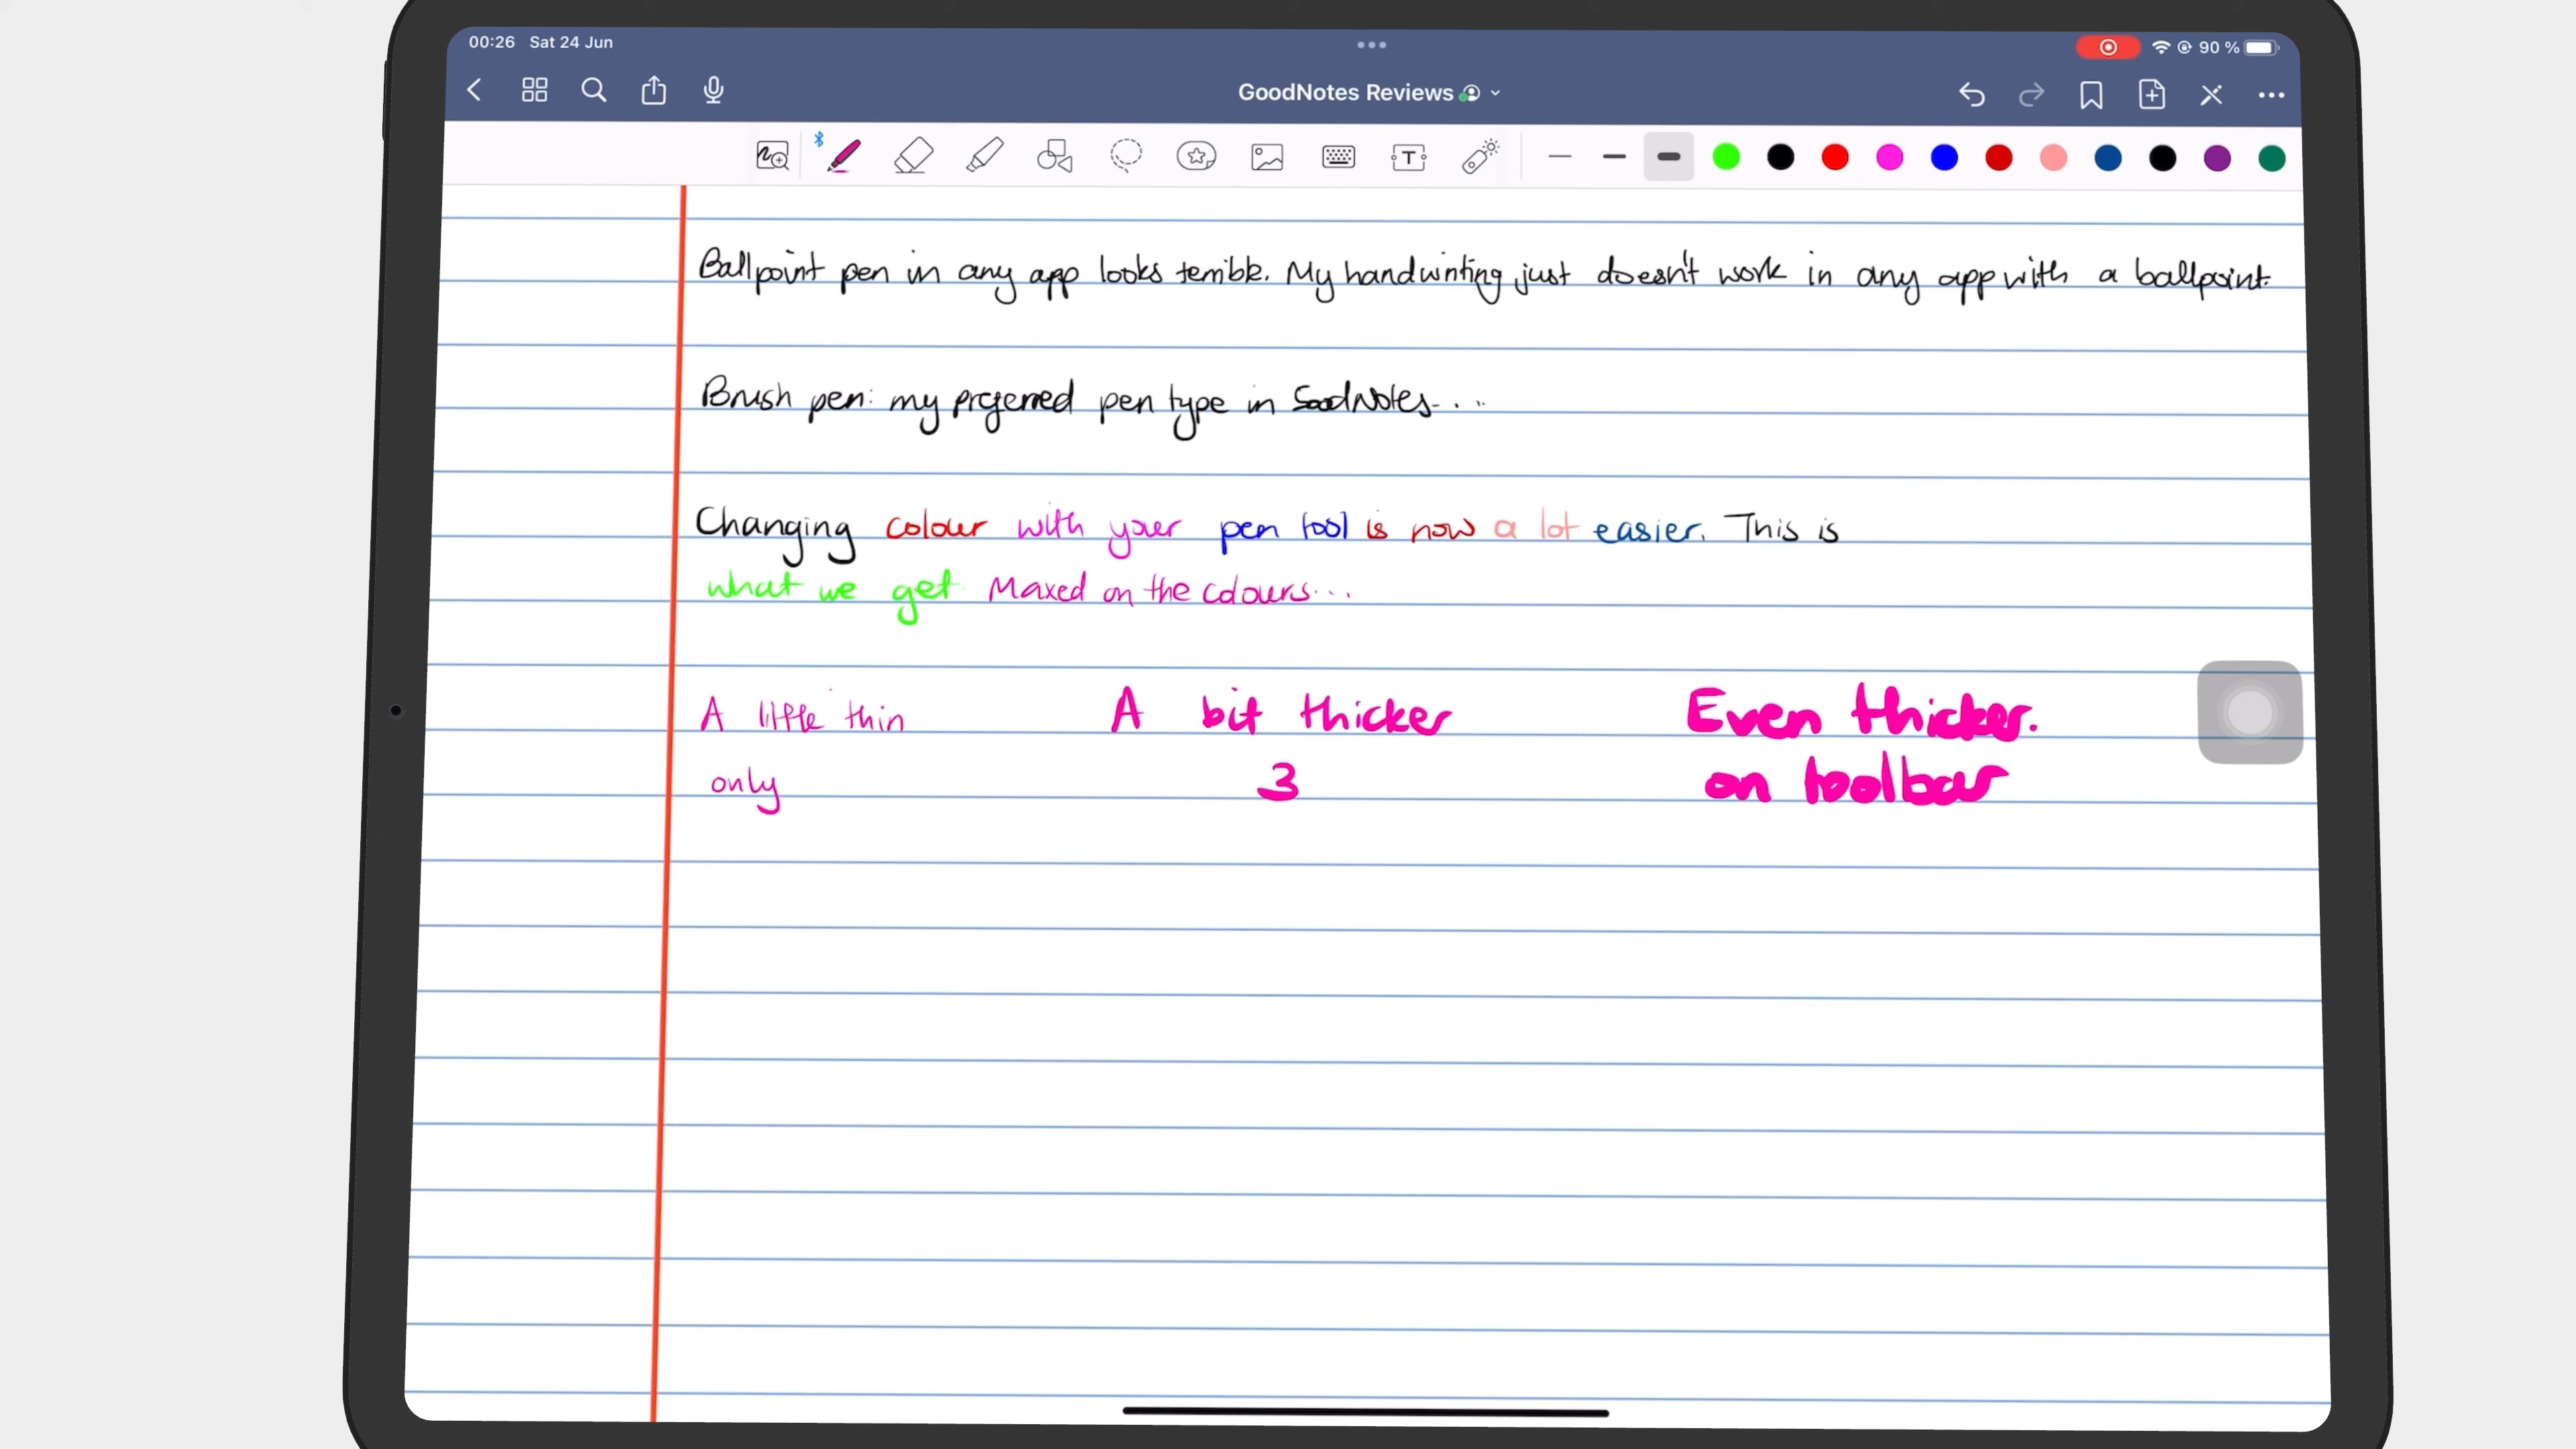 00:26 Sat 24 Jun
90 %
GoodNotes Reviews
T
Ballpoint pen in any app looks terrible. My handwriting just doesn't work in any app with a ballpoint.
Brush pen: my preferred pen type in GoodNotes...
Changing colour with your pen tool is now a lot easier. This is
what we get. Maxed on the colours...
A little thin A bit thicker Even thicker.
only 3 on toolbar